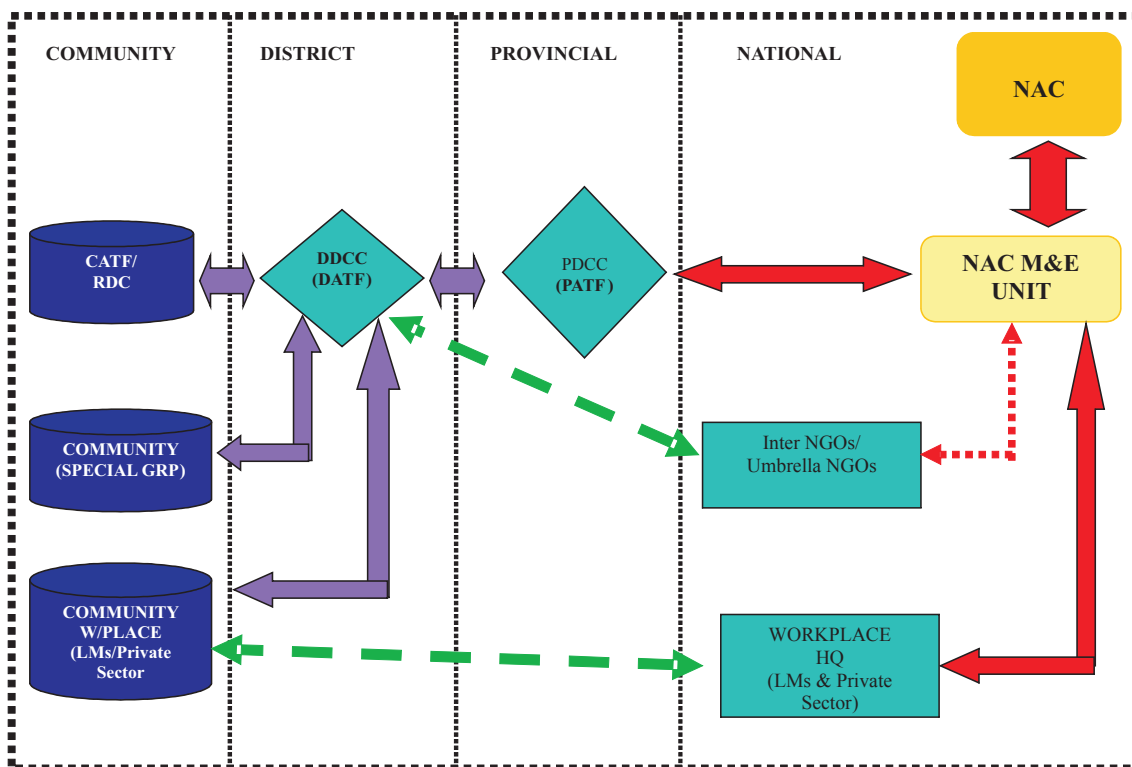 COMMUNITY
DISTRICT
PROVINCIAL
NATIONAL
NAC
CATF/
RDC
DDCC
(DATF)
PDCC
(PATF)
NAC M&E
UNIT
COMMUNITY
(SPECIAL GRP)
Inter NGOs/
Umbrella NGOs
COMMUNITY
W/PLACE
(LMs/Private
Sector
WORKPLACE
HQ
(LMs & Private
Sector)